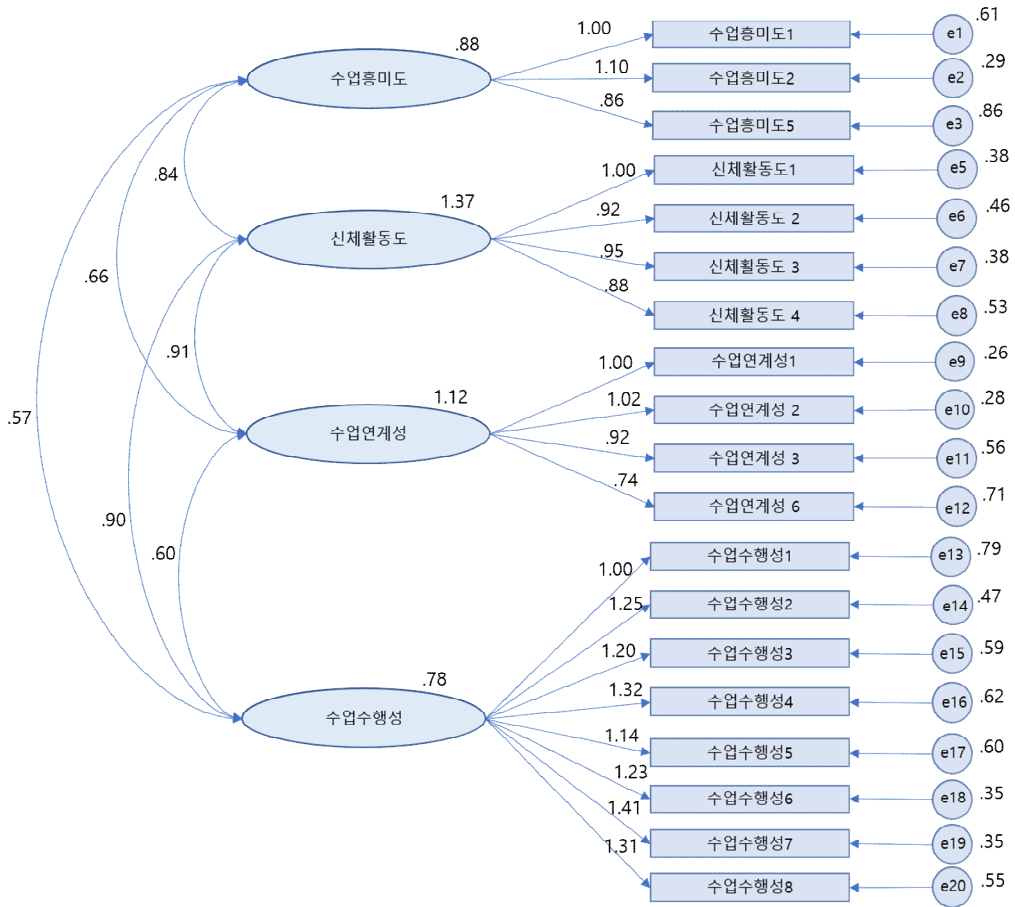 .88
수업흥미도
1.00
수업흥미도1
e1
.61
1.10
수업흥미도2
e2
.29
.86
수업흥미도5
e3
.86
.84
1.37
신체활동도
1.00
신체활동도1
e5
.38
.92
신체활동도 2
e6
.46
.95
신체활동도 3
e7
.38
.88
신체활동도 4
e8
.53
.66
.91
.57
1.12
수업연계성
1.00
수업연계성1
e9
.26
1.02
수업연계성 2
e10
.28
.92
수업연계성 3
e11
.56
.74
수업연계성 6
e12
.71
.90
.60
.78
수업수행성
1.00
수업수행성1
e13
.79
1.25
수업수행성2
e14
.47
1.20
수업수행성3
e15
.59
1.32
수업수행성4
e16
.62
1.14
수업수행성5
e17
.60
1.23
수업수행성6
e18
.35
1.41
수업수행성7
e19
.35
1.31
수업수행성8
e20
.55